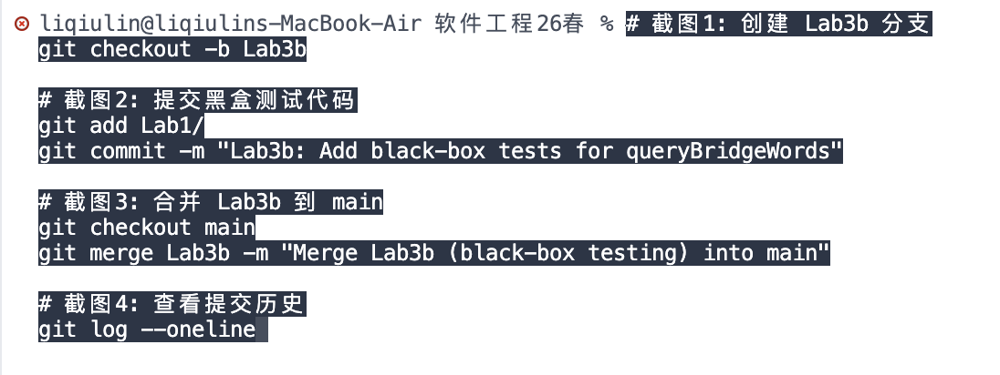 liqiulin@liqiulins-MacBook-Air 软件工程26春 % # 截图1: 创建 Lab3b 分支
git checkout -b Lab3b
# 截图2: 提交黑盒测试代码
git add Lab1/
git commit -m "Lab3b: Add black-box tests for queryBridgeWords"
# 截图3: 合并 Lab3b 到 main
git checkout main
git merge Lab3b -m "Merge Lab3b (black-box testing) into main"
# 截图4: 查看提交历史
git log --oneline